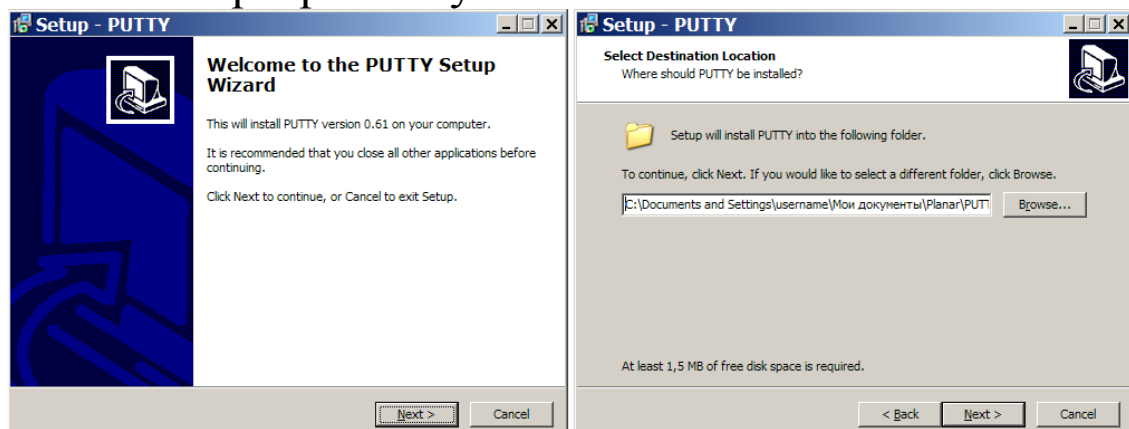 Setup - PUTTY
Welcome to the PUTTY Setup
Wizard
This will install PUTTY version 0.61 on your computer.
It is recommended that you close all other applications before
continuing.
Click Next to continue, or Cancel to exit Setup.
Next >
Cancel
Setup - PUTTY
Select Destination Location
Where should PUTTY be installed?
Setup will install PUTTY into the following folder.
To continue, click Next. If you would like to select a different folder, click Browse.
C:\Documents and Settings\username\Мои документы\Planar\PUT
Browse...
At least 1,5 MB of free disk space is required.
< Back
Next >
Cancel